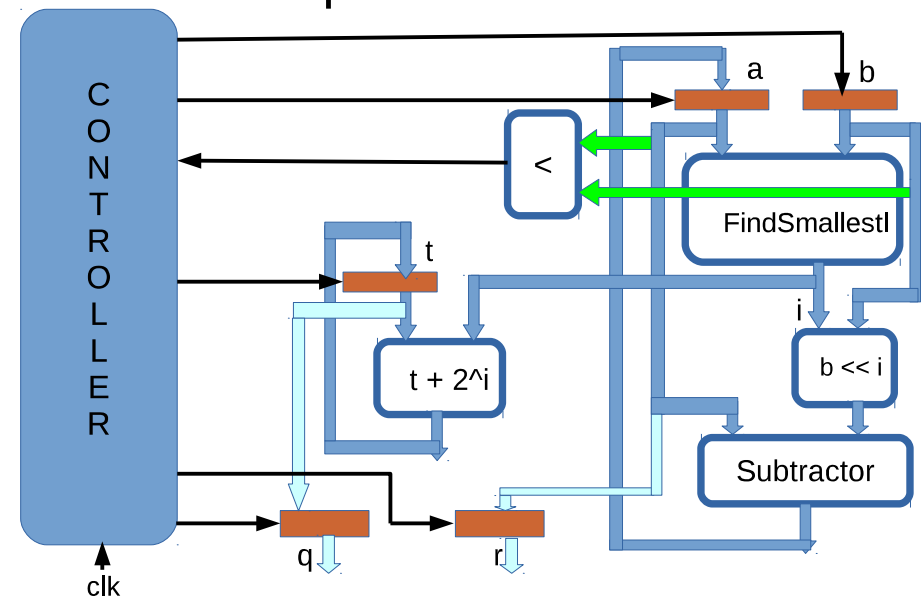 CONTROLLER
a
b
<
FindSmallestI
t
i
b << i
t + 2^i
Subtractor
q
r
clk